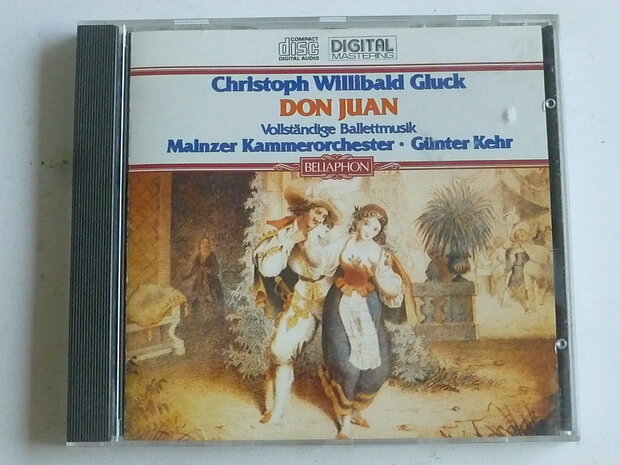 COMPACT
disc
DIGITAL AUDIO
DIGITAL
MASTERING
Christoph Willibald Gluck
DON JUAN
Vollständige Ballettmusik
Mainzer Kammerorchester · Günter Kehr
BELLAPHON